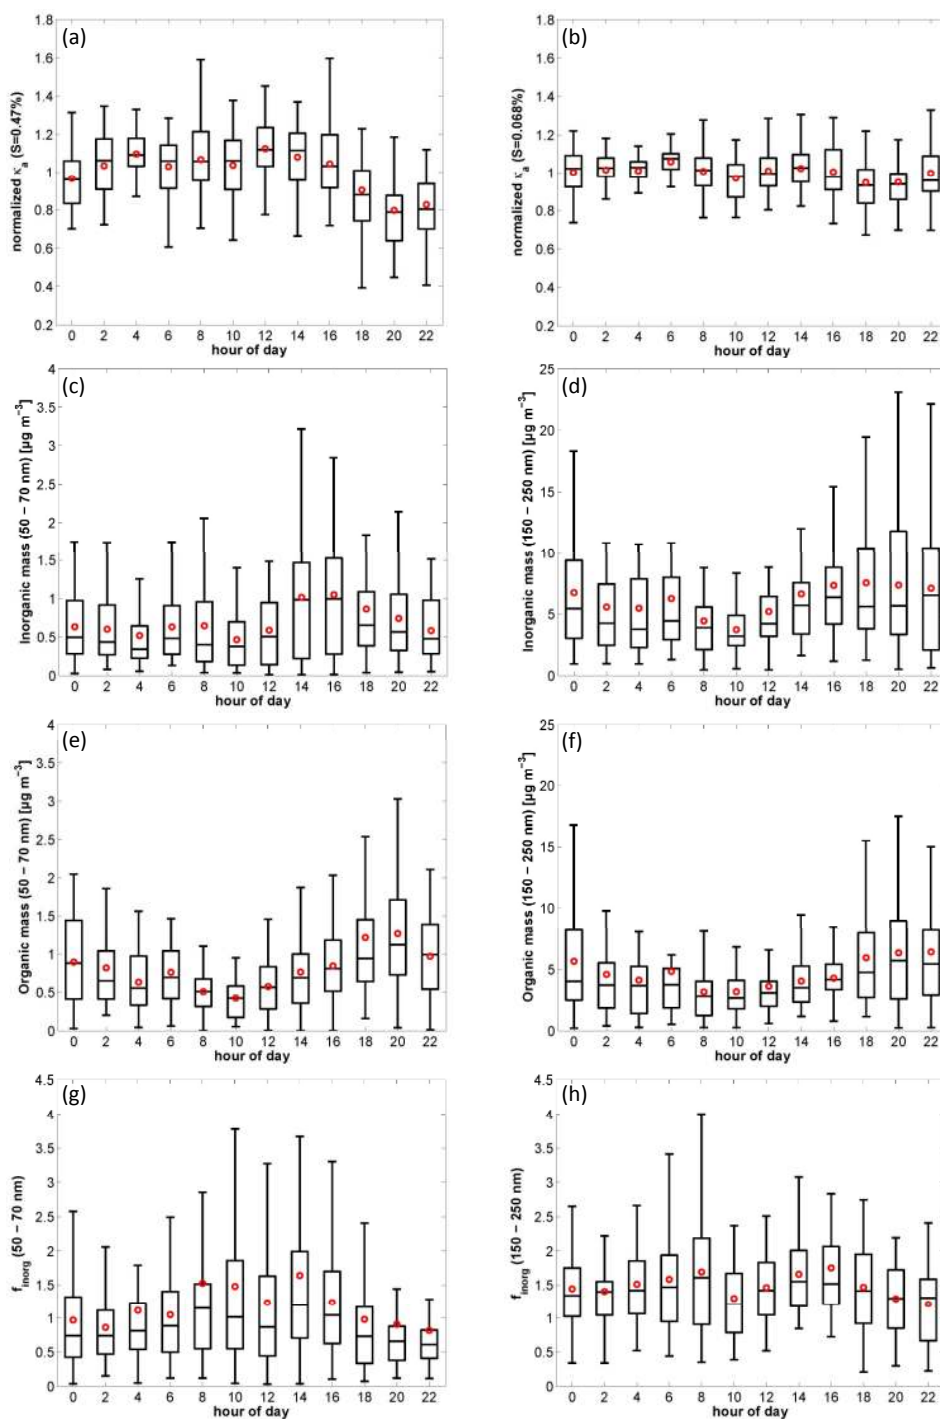 (a)
normalized κa (S=0.47%)
1.8
1.6
1.4
1.2
1
0.8
0.6
0.4
0.2
0 2 4 6 8 10 12 14 16 18 20 22
hour of day
(b)
normalized κa (S=0.068%)
1.8
1.6
1.4
1.2
1
0.8
0.6
0.4
0.2
0 2 4 6 8 10 12 14 16 18 20 22
hour of day
(c)
Inorganic mass (50 − 70 nm) [µg m−3]
4
3.5
3
2.5
2
1.5
1
0.5
0
0 2 4 6 8 10 12 14 16 18 20 22
hour of day
(d)
Inorganic mass (150 − 250 nm) [µg m−3]
25
20
15
10
5
0
0 2 4 6 8 10 12 14 16 18 20 22
hour of day
(e)
Organic mass (50 − 70 nm) [µg m−3]
4
3.5
3
2.5
2
1.5
1
0.5
0
0 2 4 6 8 10 12 14 16 18 20 22
hour of day
(f)
Organic mass (150 − 250 nm) [µg m−3]
25
20
15
10
5
0
0 2 4 6 8 10 12 14 16 18 20 22
hour of day
(g)
finorg (50 − 70 nm)
4.5
4
3.5
3
2.5
2
1.5
1
0.5
0
0 2 4 6 8 10 12 14 16 18 20 22
hour of day
(h)
finorg (150 − 250 nm)
4.5
4
3.5
3
2.5
2
1.5
1
0.5
0
0 2 4 6 8 10 12 14 16 18 20 22
hour of day